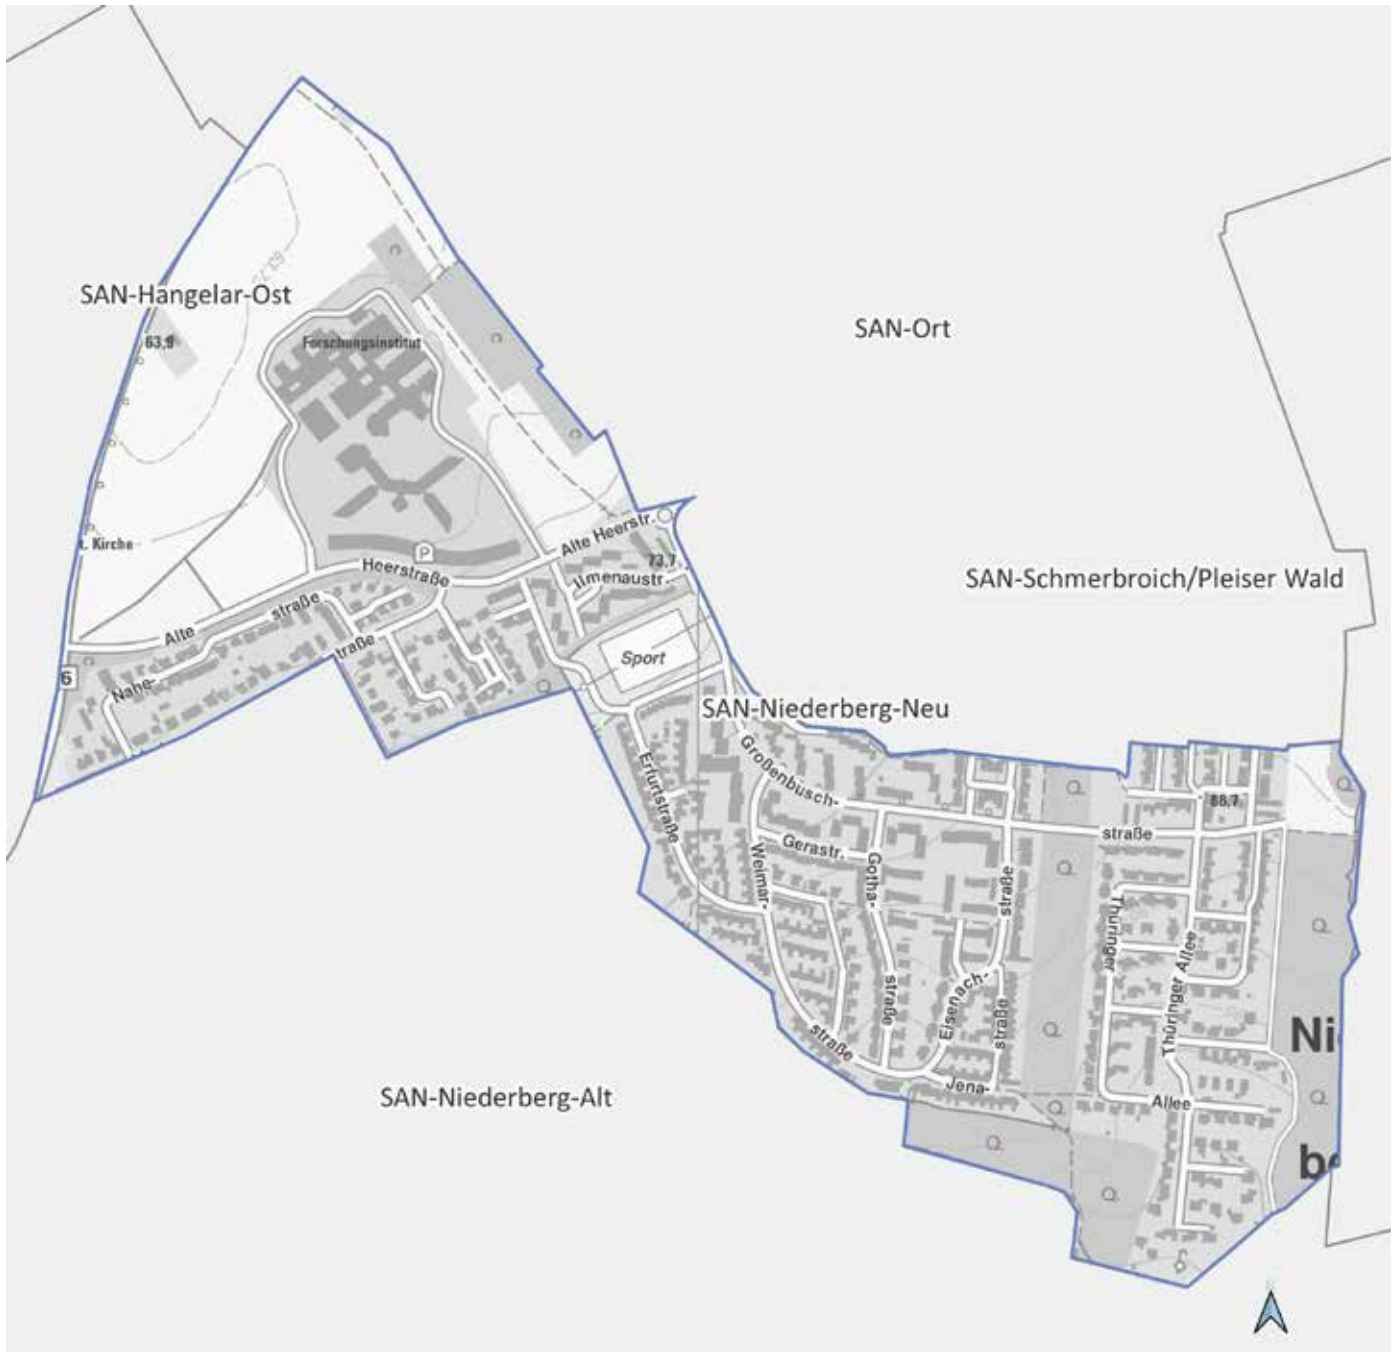 SAN-Hangelar-Ost
63,9
Forschungsinstitut
SAN-Ort
t. Kirche
P
Alte Heerstr.
73,7
Ilmenaustr.
Heerstraße
Alte
straße
Nahe-
traße
6
Sport
SAN-Schmerbroich/Pleiser Wald
SAN-Niederberg-Neu
Großenbusch-
straße
88,7
Erfurtstraße
Weimar-
straße
Gerastr.
Gotha-
straße
straße
Eisenach-
straße
Jena-
Thüringer
Allee
Thüringer Allee
Ni
be
SAN-Niederberg-Alt